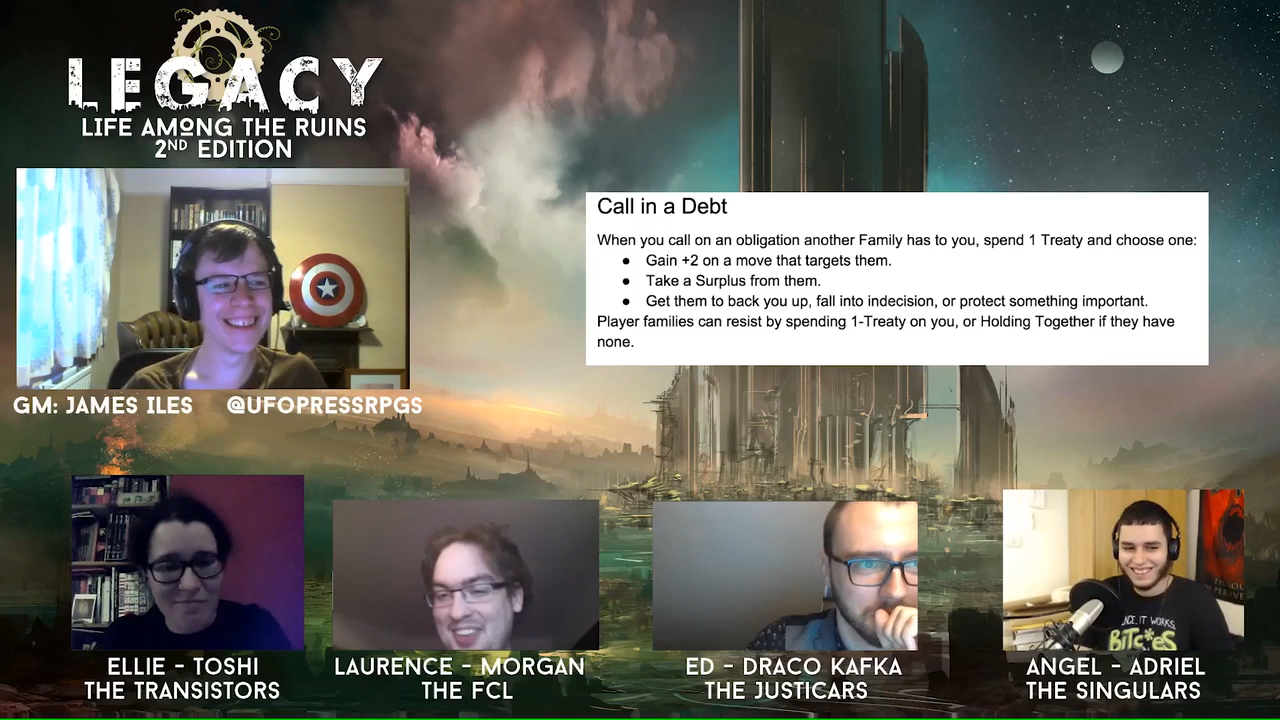 LEGACY
LIFE AMONG THE RUINS
2ND EDITION
Call in a Debt
When you call on an obligation another Family has to you, spend 1 Treaty and choose one:
● Gain +2 on a move that targets them.
● Take a Surplus from them.
● Get them to back you up, fall into indecision, or protect something important.
Player families can resist by spending 1-Treaty on you, or Holding Together if they have
none.
GM: JAMES ILES @UFOPRESSRPGS
IT WORKS
BiTC*eS
ELLIE - TOSHI
THE TRANSISTORS
LAURENCE - MORGAN
THE FCL
ED - DRACO KAFKA
THE JUSTICARS
ANGEL - ADRIEL
THE SINGULARS